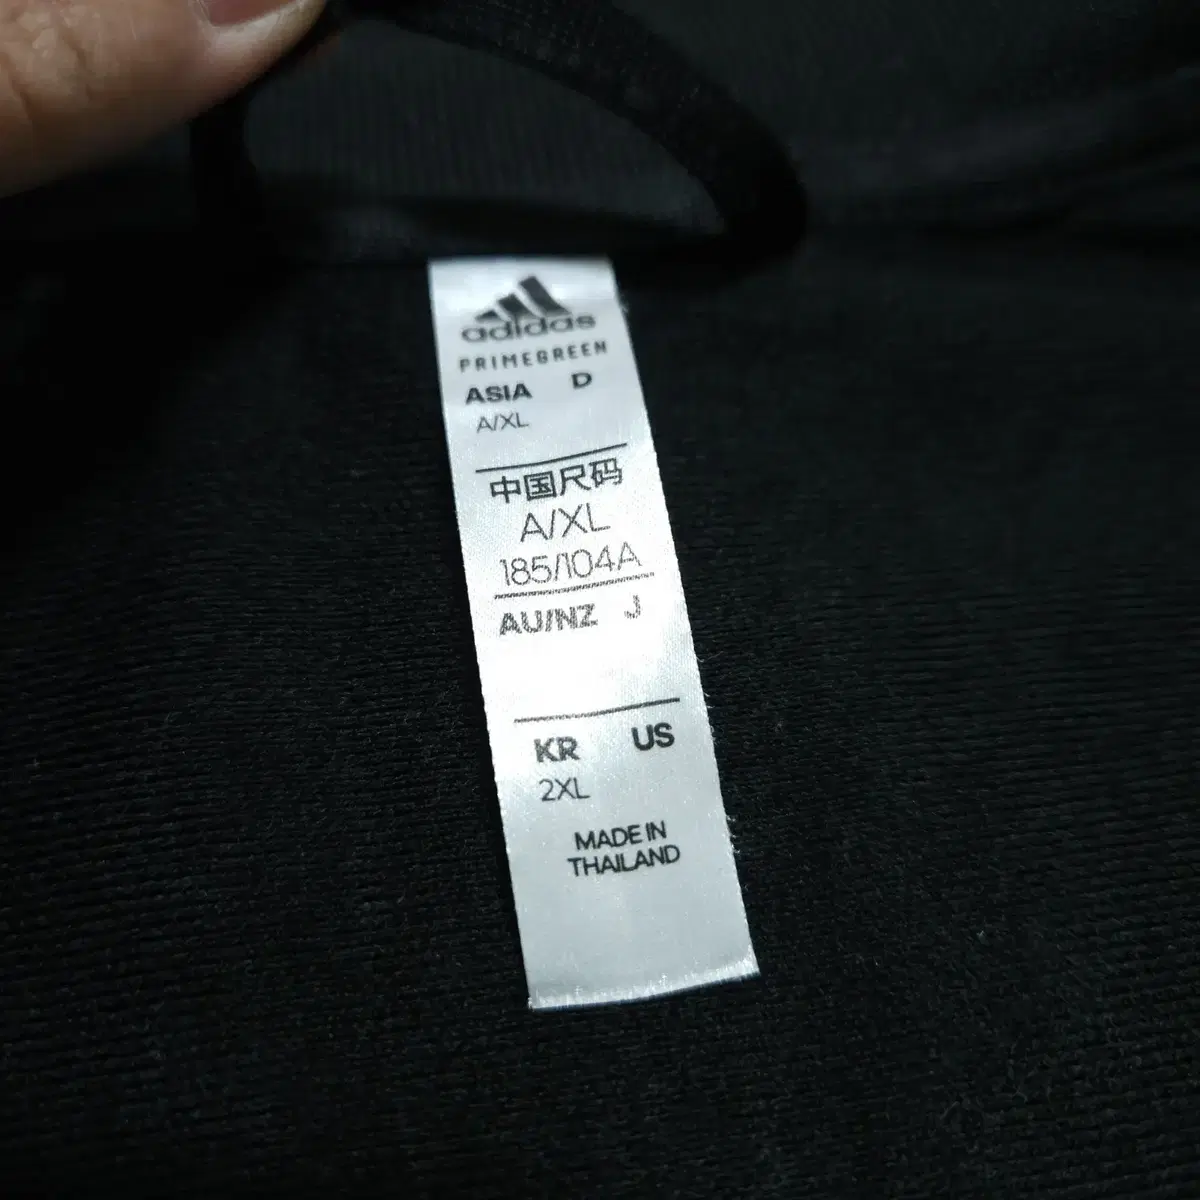 adidas
PRIMEGREEN
ASIA D
A/XL
中国尺码
A/XL
185/104A
AU/NZ J
KR US
2XL
MADE IN
THAILAND